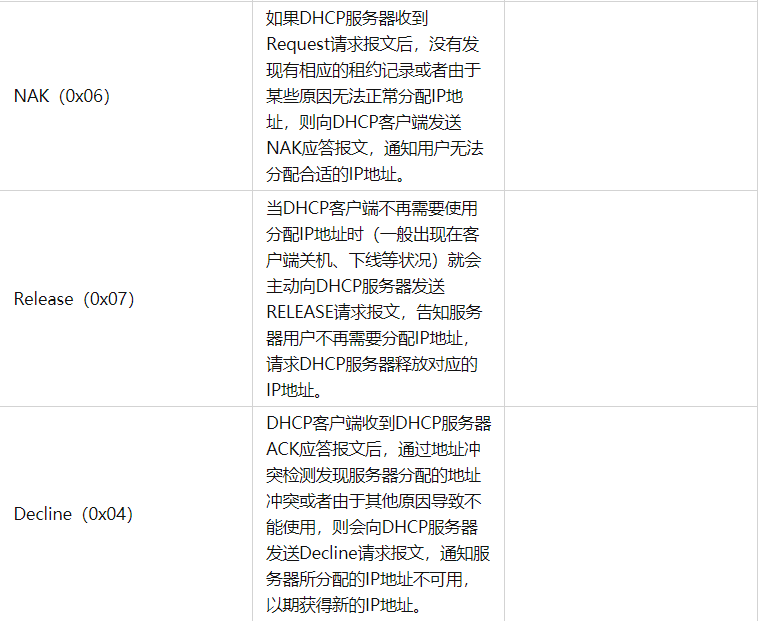 NAK（0x06）
如果DHCP服务器收到
Request请求报文后，没有发
现有相应的租约记录或者由于
某些原因无法正常分配IP地
址，则向DHCP客户端发送
NAK应答报文，通知用户无法
分配合适的IP地址。
Release（0x07）
当DHCP客户端不再需要使用
分配IP地址时（一般出现在客
户端关机、下线等状况）就会
主动向DHCP服务器发送
RELEASE请求报文，告知服务
器用户不再需要分配IP地址，
请求DHCP服务器释放对应的
IP地址。
Decline（0x04）
DHCP客户端收到DHCP服务器
ACK应答报文后，通过地址冲
突检测发现服务器分配的地址
冲突或者由于其他原因导致不
能使用，则会向DHCP服务器
发送Decline请求报文，通知服
务器所分配的IP地址不可用，
以期获得新的IP地址。